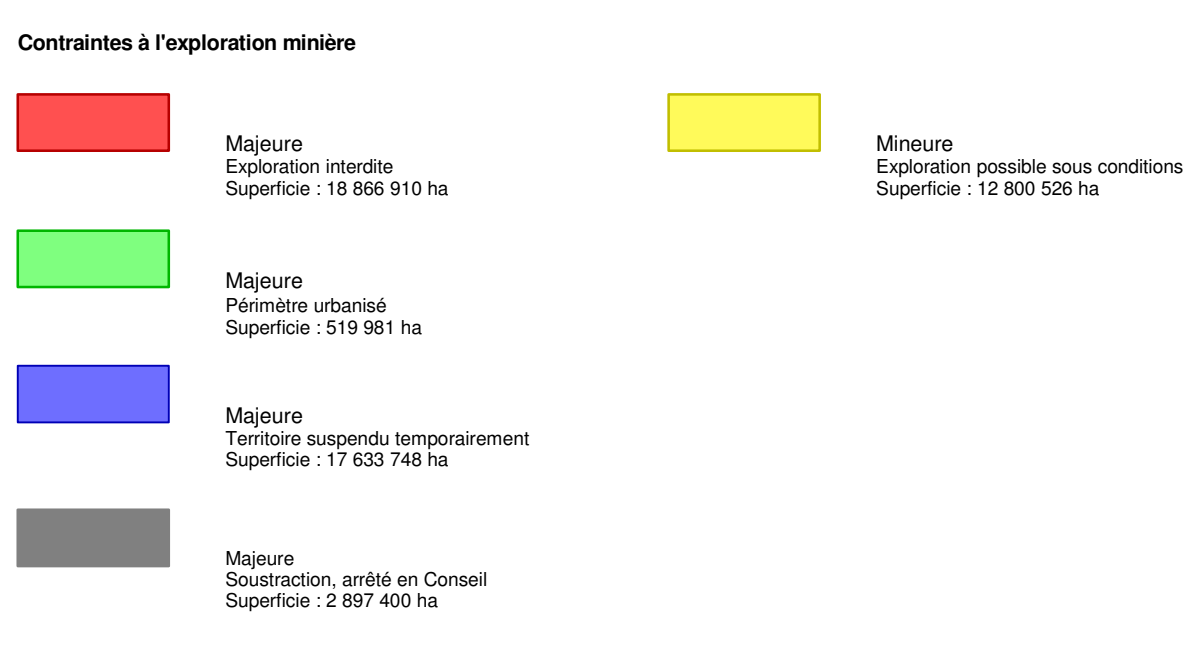 Contraintes à l'exploration minière
Majeure
Exploration interdite
Superficie : 18 866 910 ha
Majeure
Périmètre urbanisé
Superficie : 519 981 ha
Majeure
Territoire suspendu temporairement
Superficie : 17 633 748 ha
Majeure
Soustraction, arrêté en Conseil
Superficie : 2 897 400 ha
Mineure
Exploration possible sous conditions
Superficie : 12 800 526 ha